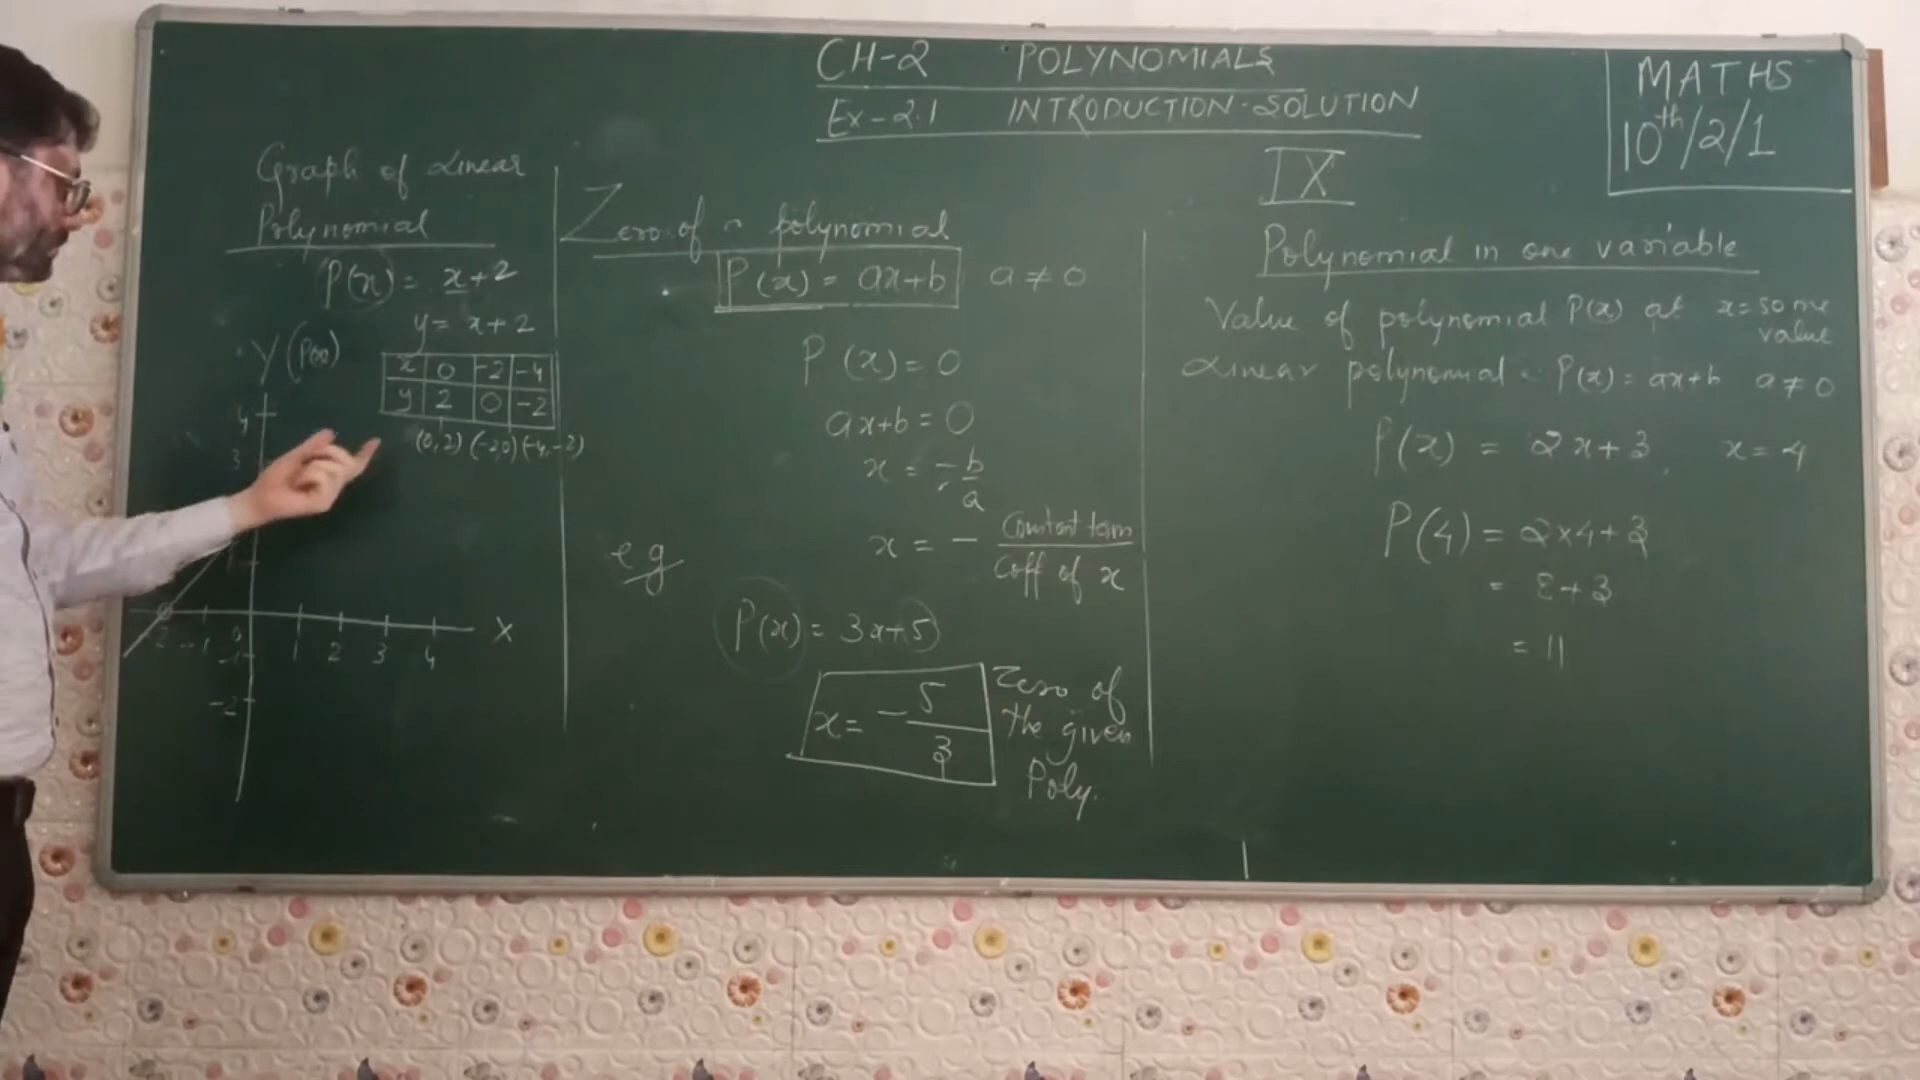 CH-2 POLYNOMIALS
Ex-2.1 INTRODUCTION-SOLUTION
IX
MATHS
10th/2/1
Graph of Linear
Polynomial
P(x) = x+2
y = x+2
Y (P(x))
x 0 -2 -4
y 2 0 -2
(0,2) (-2,0) (-4,-2)
4
3
1
-2 -1 0 1 2 3 4 X
-1
-2
Zero of a polynomial
P(x) = ax+b a ≠ 0
P(x) = 0
ax+b = 0
x = -b/a
x = - Constant term / Coff of x
eg
P(x) = 3x+5
x = -5/3
Zero of
the given
Poly.
Polynomial in one variable
Value of polynomial P(x) at x = some
value
Linear polynomial P(x) = ax+b a ≠ 0
P(x) = 2x+3, x = 4
P(4) = 2×4+3
= 8+3
= 11